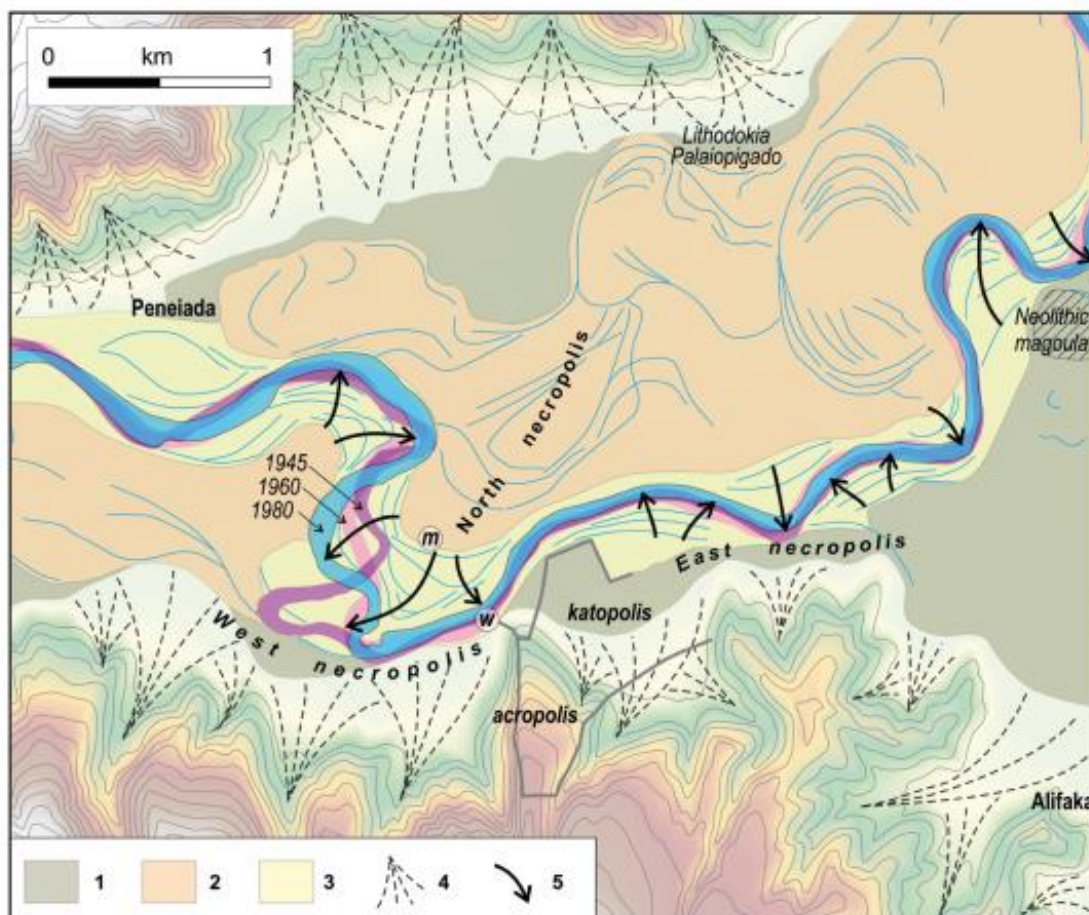 0 km 1
Lithodokia
Palaiopigado
Peneiada
Neolithic
magoula
North necropolis
1945
1960
1980
m
East necropolis
w
katopolis
West necropolis
acropolis
Alifaka
1 2 3 4 5